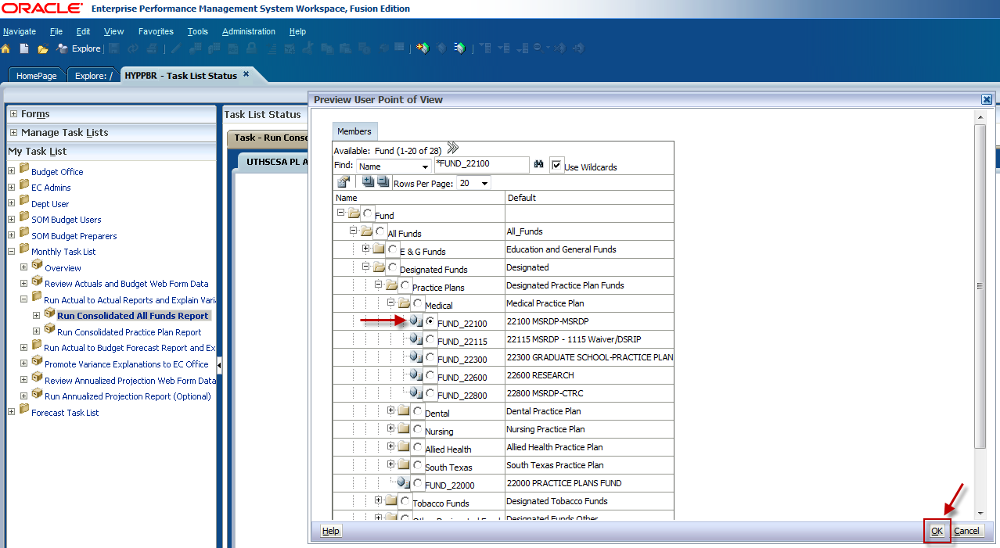 ORACLE Enterprise Performance Management System Workspace, Fusion Edition
Navigate File Edit View Favorites Tools Administration Help
Explore
HomePage Explore: / HYPPBR - Task List Status
Forms
Manage Task Lists
My Task List
Budget Office
EC Admins
Dept User
SOM Budget Users
SOM Budget Preparers
Monthly Task List
Overview
Review Actuals and Budget Web Form Data
Run Actual to Actual Reports and Explain Vari
Run Consolidated All Funds Report
Run Consolidated Practice Plan Report
Run Actual to Budget Forecast Report and Ex
Promote Variance Explanations to EC Office
Review Annualized Projection Web Form Data
Run Annualized Projection Report (Optional)
Forecast Task List
Task List Status
Task - Run Conso
UTHSCSA PL A
Preview User Point of View
Members
Available: Fund (1-20 of 28)
Find: Name *FUND_22100 Use Wildcards
Rows Per Page: 20
Name Default
Fund
All Funds All_Funds
E & G Funds Education and General Funds
Designated Funds Designated
Practice Plans Designated Practice Plan Funds
Medical Medical Practice Plan
FUND_22100 22100 MSRDP-MSRDP
FUND_22115 22115 MSRDP - 1115 Waiver/DSRIP
FUND_22300 22300 GRADUATE SCHOOL-PRACTICE PLAN
FUND_22600 22600 RESEARCH
FUND_22800 22800 MSRDP-CTRC
Dental Dental Practice Plan
Nursing Nursing Practice Plan
Allied Health Allied Health Practice Plan
South Texas South Texas Practice Plan
FUND_22000 22000 PRACTICE PLANS FUND
Tobacco Funds Designated Tobacco Funds
Other Designated Fund Designated Funds Other
Help OK Cancel